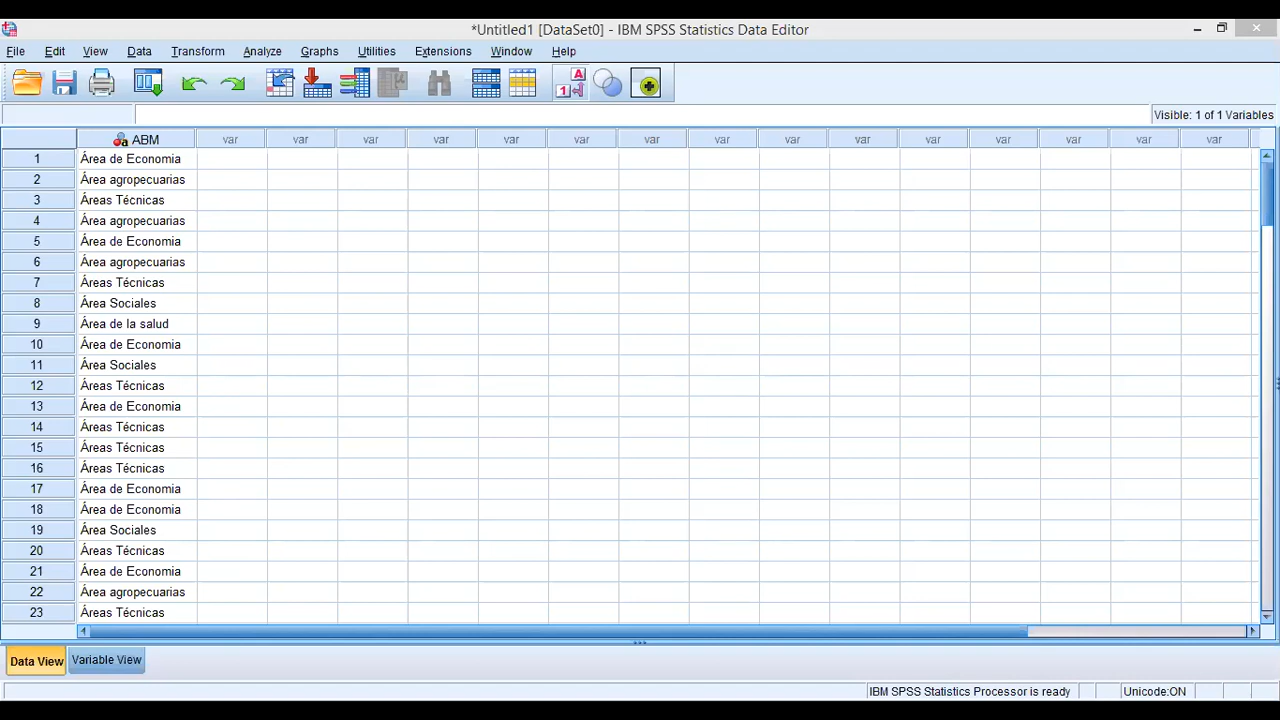 *Untitled1 [DataSet0] - IBM SPSS Statistics Data Editor
File Edit View Data Transform Analyze Graphs Utilities Extensions Window Help
A
1
Visible: 1 of 1 Variables
a ABM var var var var var var var var var var var var var var var
1 Área de Economia
2 Área agropecuarias
3 Áreas Técnicas
4 Área agropecuarias
5 Área de Economia
6 Área agropecuarias
7 Áreas Técnicas
8 Área Sociales
9 Área de la salud
10 Área de Economia
11 Área Sociales
12 Áreas Técnicas
13 Área de Economia
14 Áreas Técnicas
15 Áreas Técnicas
16 Áreas Técnicas
17 Área de Economia
18 Área de Economia
19 Área Sociales
20 Áreas Técnicas
21 Área de Economia
22 Área agropecuarias
23 Áreas Técnicas
Data View Variable View
IBM SPSS Statistics Processor is ready Unicode:ON